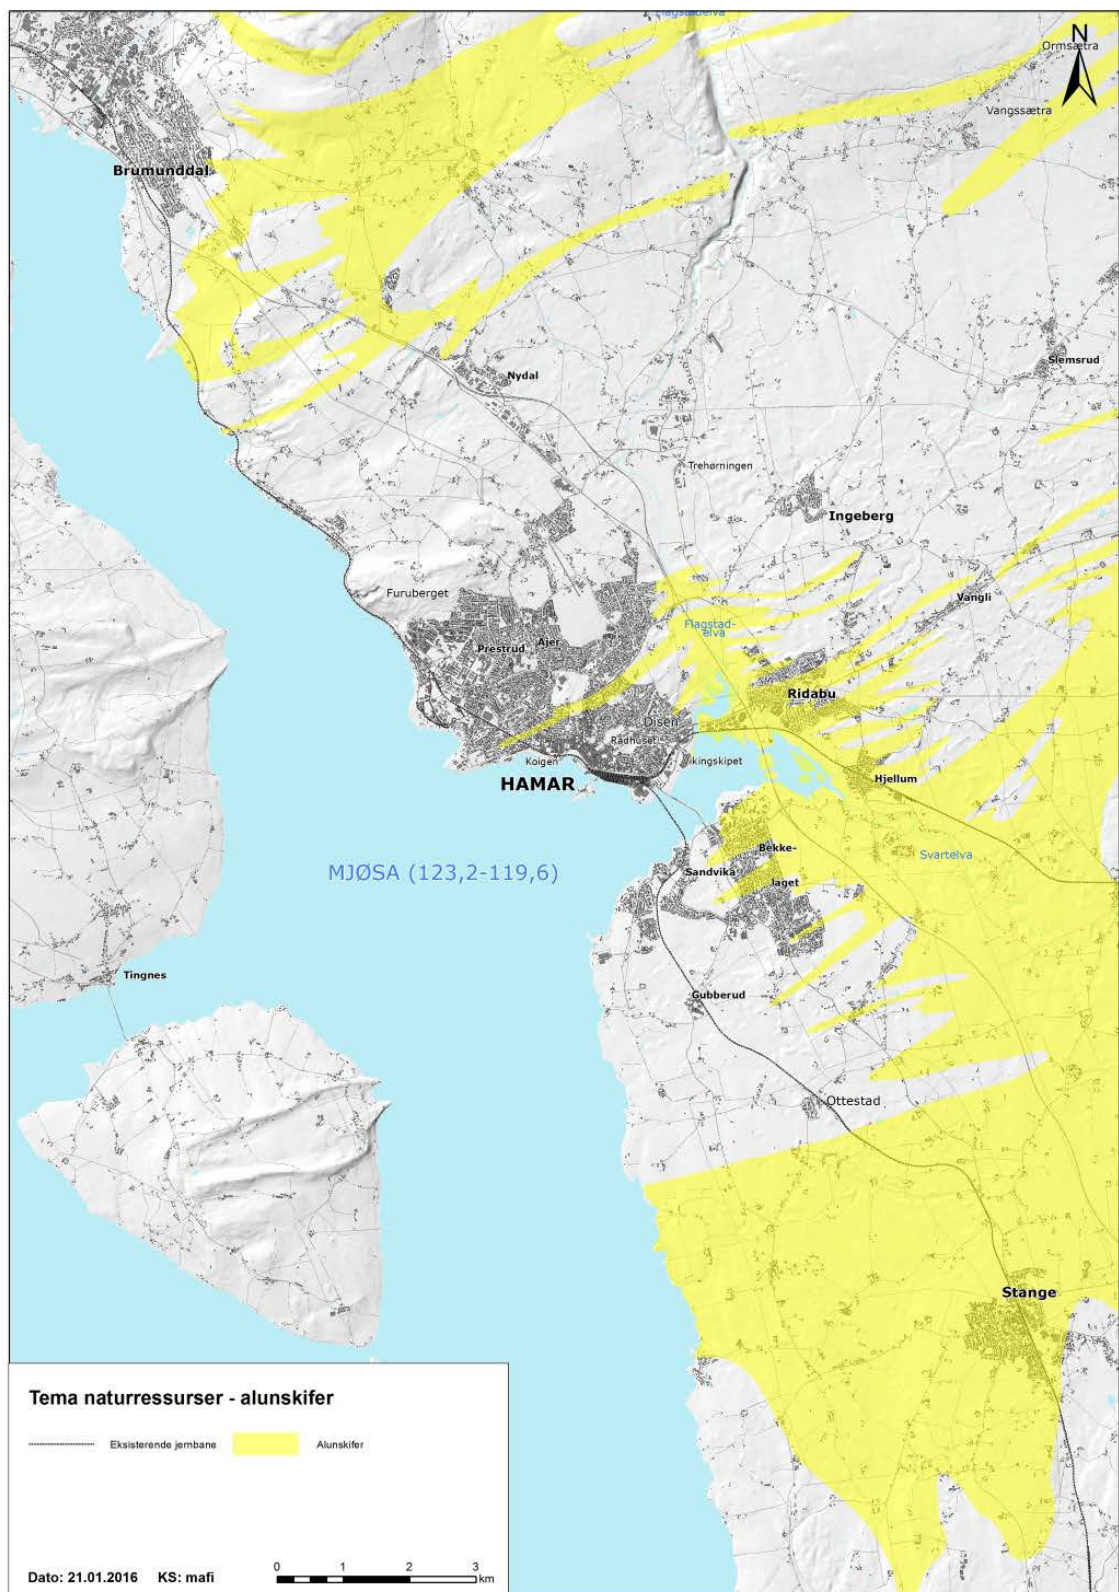 Flagstadelva
N
Ormsætra
Vangssætra
Brumunddal
Slemsrud
Nydal
Trehørningen
Ingeberg
Furuberget
Vangli
Flagstad-
elva
Ajer
Prestrud
Ridabu
Disen
Rådhuset
Koigen
kingskipet
HAMAR
Hjellum
Bekke-
Svartelva
MJØSA (123,2-119,6)
Sandvika
laget
Tingnes
Gubberud
Ottestad
Stange
Tema naturressurser - alunskifer
Eksisterende jernbane
Alunskifer
0 1 2 3
km
Dato: 21.01.2016 KS: mafi